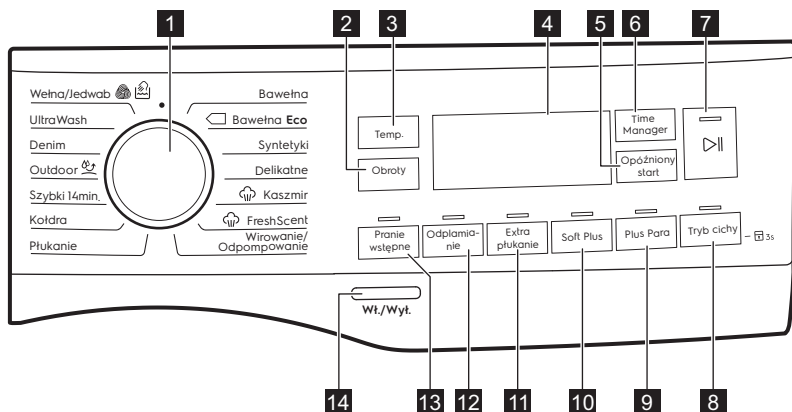 1
2
3
4
5
6
7
Wełna/Jedwab
UltraWash
Denim
Outdoor
Szybki 14min.
Kołdra
Płukanie
Bawełna
Bawełna Eco
Syntetyki
Delikatne
Kaszmir
FreshScent
Wirowanie/
Odpompowanie
Temp.
Obroty
Time
Manager
Opóźniony
start
Pranie
wstępne
Odplamia-
nie
Extra
płukanie
Soft Plus
Plus Para
Tryb cichy
3s
Wł./Wył.
14
13
12
11
10
9
8